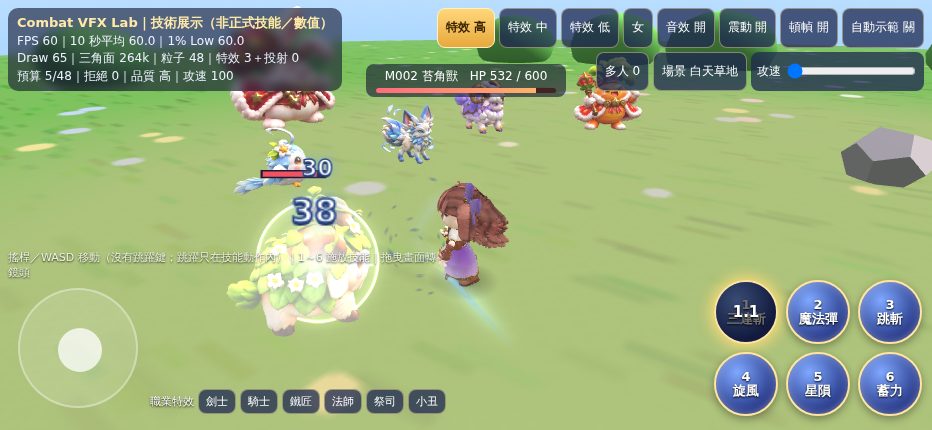 Combat VFX Lab｜技術展示（非正式技能／數值）
FPS 60｜10 秒平均 60.0｜1% Low 60.0
Draw 65｜三角面 264k｜粒子 48｜特效 3＋投射 0
預算 5/48｜拒絕 0｜品質 高｜攻速 100
特效 高
特效 中
特效 低
女
音效 開
震動 開
頓幀 開
自動示範 關
M002 苔角獸 HP 532 / 600
多人 0
場景 白天草地
攻速
30
38
搖桿／WASD 移動（沒有跳躍鍵；跳躍只在技能動作內）｜1～6 施放技能｜拖曳畫面轉
鏡頭
1
1.1
三連斬
2
魔法彈
3
跳斬
4
旋風
5
星隕
6
蓄力
職業特效
劍士
騎士
鐵匠
法師
祭司
小丑